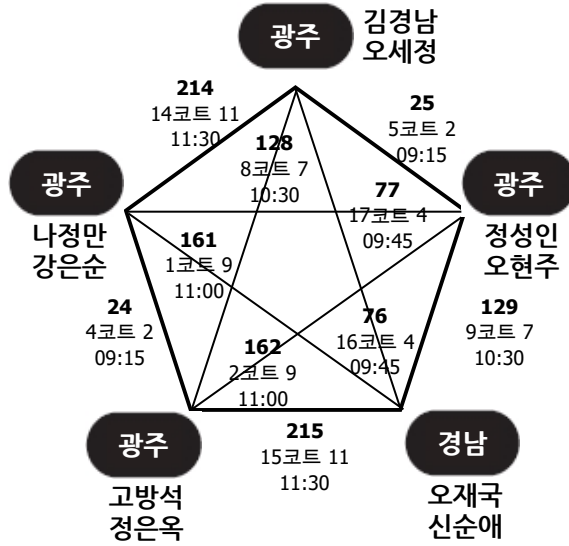 광주
김경남
오세정
214
14코트 11
11:30
25
5코트 2
09:15
128
8코트 7
10:30
광주
나정만
강은순
77
17코트 4
09:45
광주
정성인
오현주
161
1코트 9
11:00
24
4코트 2
09:15
76
16코트 4
09:45
129
9코트 7
10:30
162
2코트 9
11:00
광주
고방석
정은옥
215
15코트 11
11:30
경남
오재국
신순애